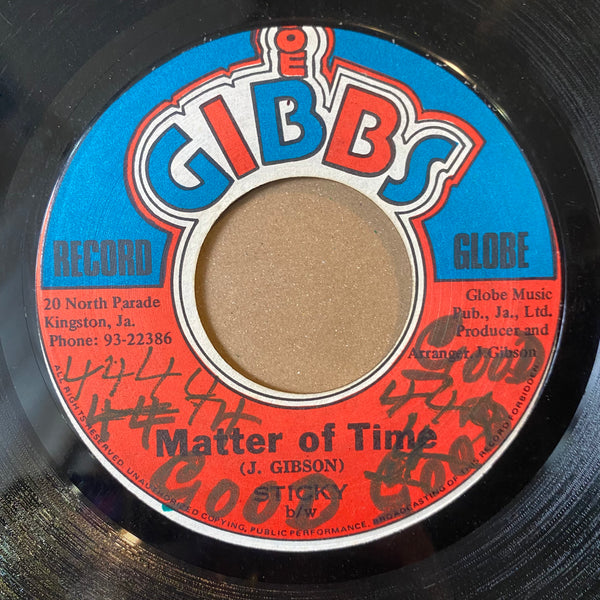 JOE
GIBBS
RECORD GLOBE
20 North Parade
Kingston, Ja.
Phone: 93-22386
Globe Music
Pub., Ja., Ltd.
Producer and
Arranger J. Gibson
GOOD
Matter of Time
(J. GIBSON)
GOOD GOOD
STICKY
b/w
ALL RIGHTS RESERVED. UNAUTHORIZED COPYING, PUBLIC PERFORMANCE, BROADCASTING OF THIS RECORD FORBIDDEN